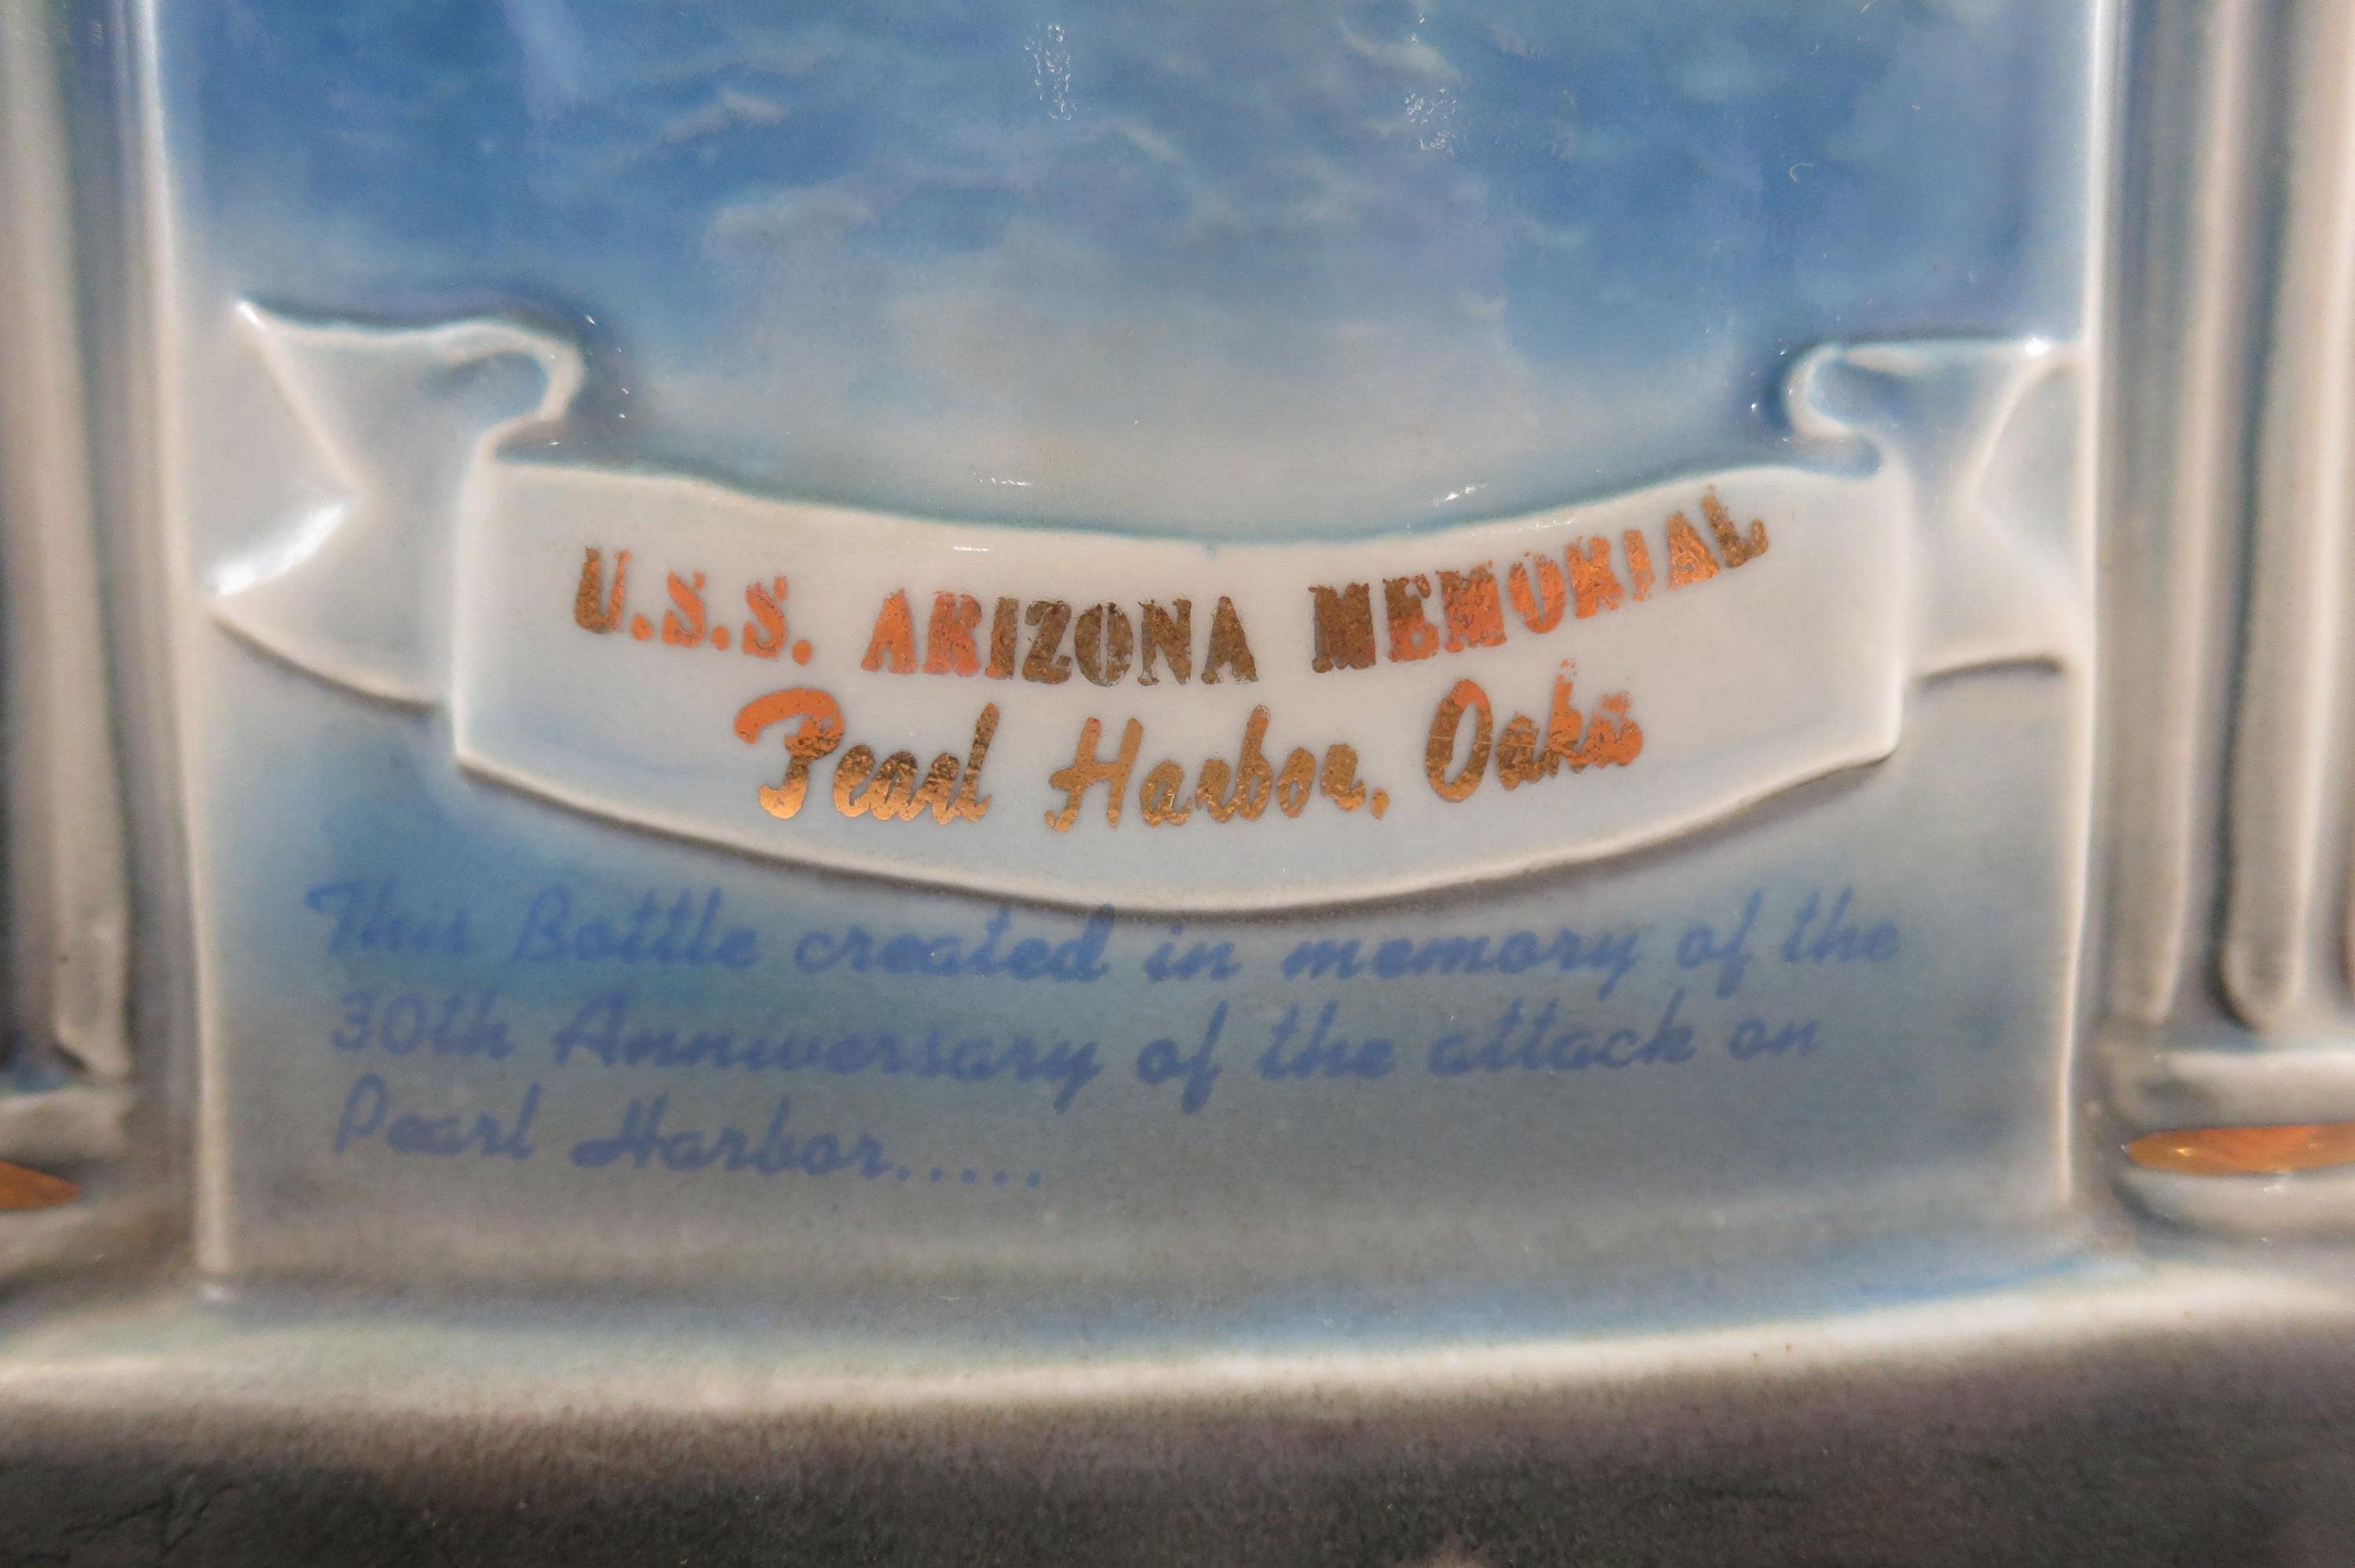 U.S.S. ARIZONA MEMORIAL
Pearl Harbor, Oahu
This Bottle created in memory of the
30th Anniversary of the attack on
Pearl Harbor.....